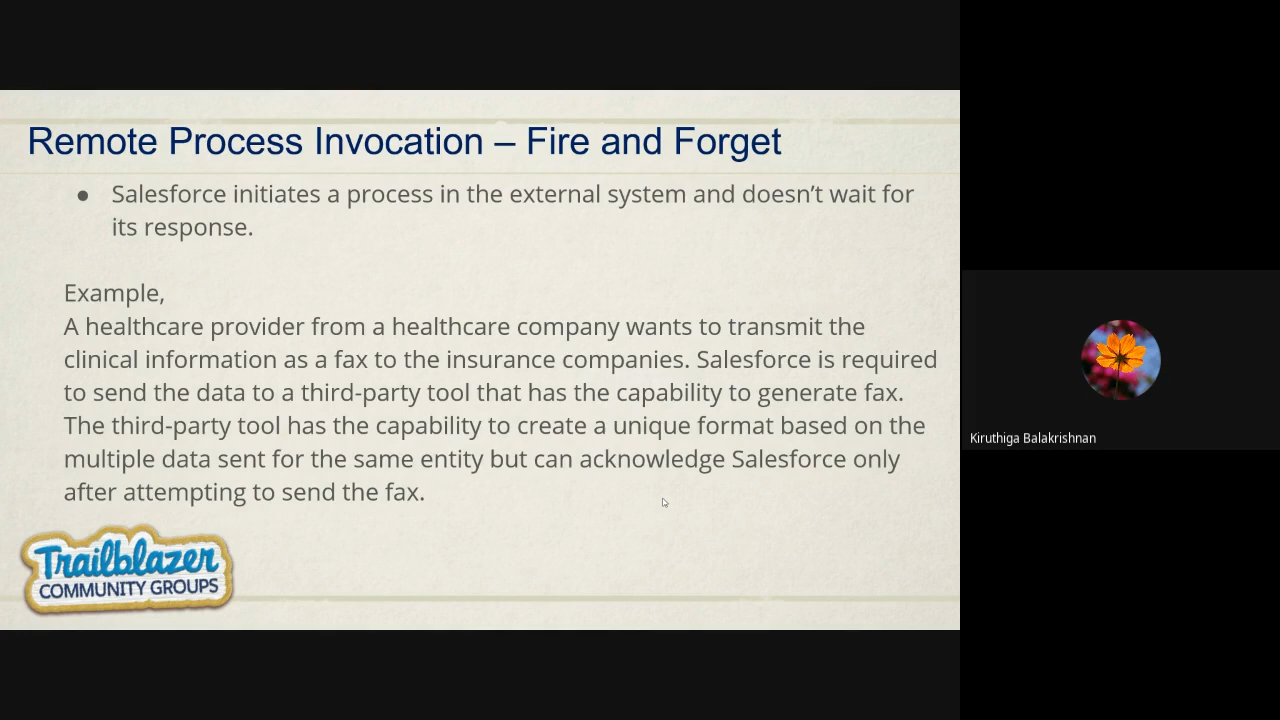 Remote Process Invocation – Fire and Forget
● Salesforce initiates a process in the external system and doesn’t wait for
its response.
Example,
A healthcare provider from a healthcare company wants to transmit the
clinical information as a fax to the insurance companies. Salesforce is required
to send the data to a third-party tool that has the capability to generate fax.
The third-party tool has the capability to create a unique format based on the
multiple data sent for the same entity but can acknowledge Salesforce only
after attempting to send the fax.
Trailblazer
COMMUNITY GROUPS
Kiruthiga Balakrishnan